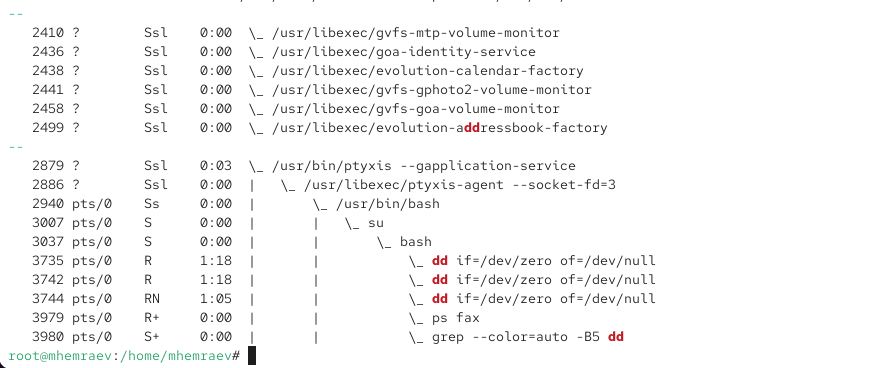 --
   2410 ?        Ssl    0:00  \_ /usr/libexec/gvfs-mtp-volume-monitor
   2436 ?        Ssl    0:00  \_ /usr/libexec/goa-identity-service
   2438 ?        Ssl    0:00  \_ /usr/libexec/evolution-calendar-factory
   2441 ?        Ssl    0:00  \_ /usr/libexec/gvfs-gphoto2-volume-monitor
   2458 ?        Ssl    0:00  \_ /usr/libexec/gvfs-goa-volume-monitor
   2499 ?        Ssl    0:00  \_ /usr/libexec/evolution-addressbook-factory
--
   2879 ?        Ssl    0:03  \_ /usr/bin/ptyxis --gapplication-service
   2886 ?        Ssl    0:00  |   \_ /usr/libexec/ptyxis-agent --socket-fd=3
   2940 pts/0    Ss     0:00  |       \_ /usr/bin/bash
   3007 pts/0    S      0:00  |       |   \_ su
   3037 pts/0    S      0:00  |       |       \_ bash
   3735 pts/0    R      1:18  |       |           \_ dd if=/dev/zero of=/dev/null
   3742 pts/0    R      1:18  |       |           \_ dd if=/dev/zero of=/dev/null
   3744 pts/0    RN     1:05  |       |           \_ dd if=/dev/zero of=/dev/null
   3979 pts/0    R+     0:00  |       |           \_ ps fax
   3980 pts/0    S+     0:00  |       |           \_ grep --color=auto -B5 dd
root@mhemraev:/home/mhemraev#